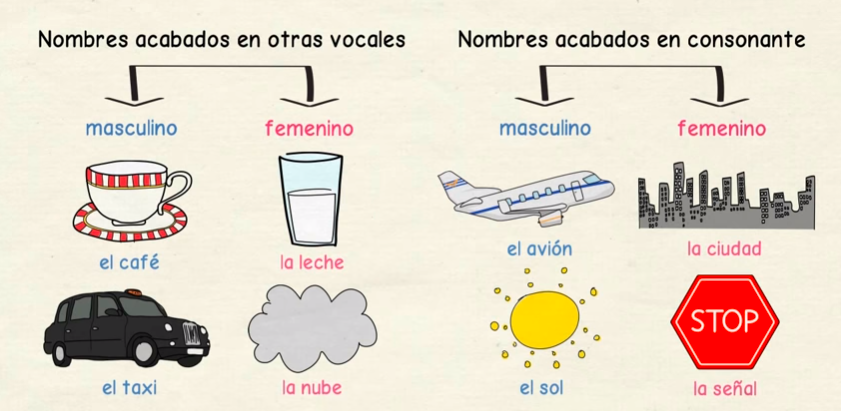 Nombres acabados en otras vocales
masculino
femenino
el café
la leche
el taxi
la nube
Nombres acabados en consonante
masculino
femenino
el avión
la ciudad
el sol
STOP
la señal